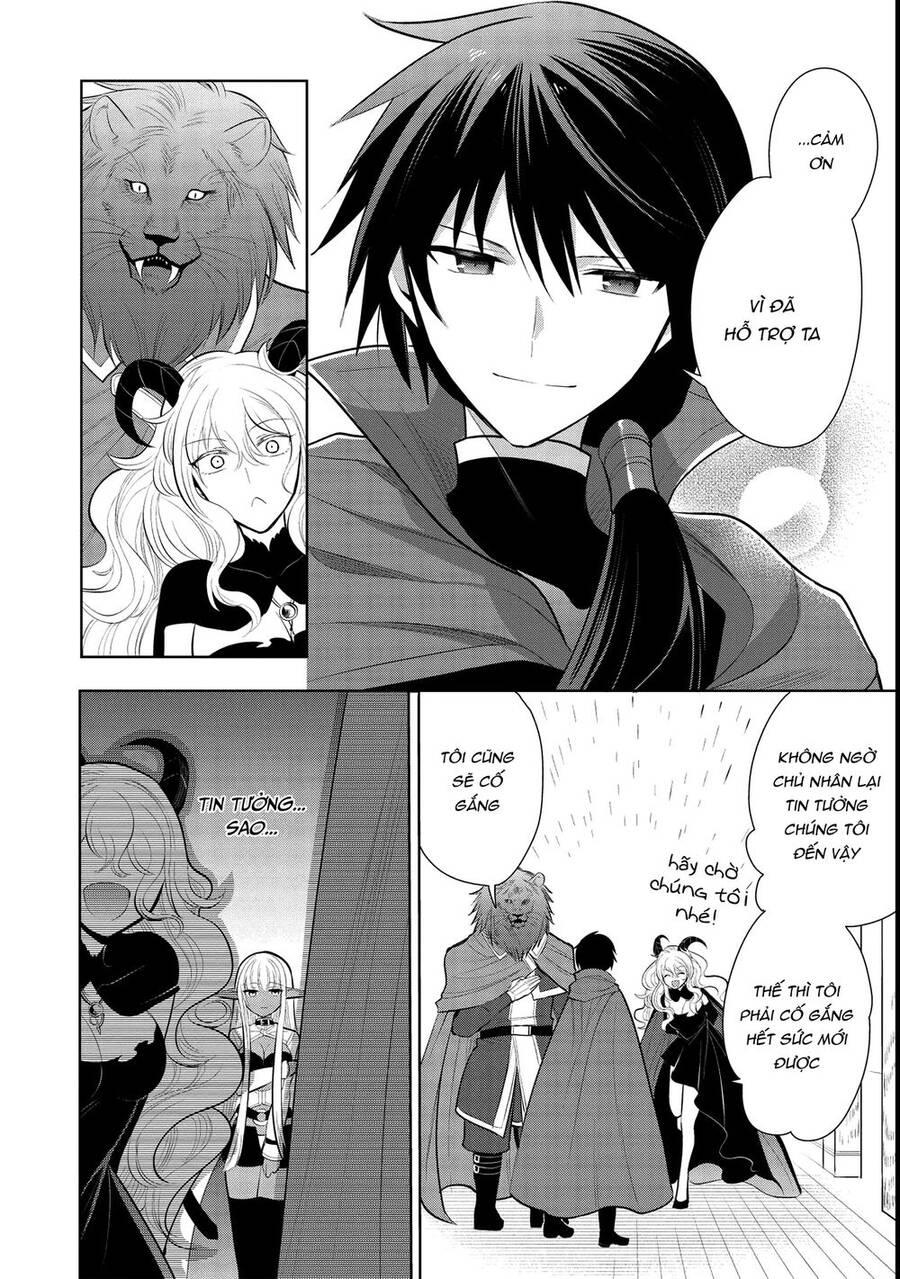 ...CẢM
ƠN
VÌ ĐÃ
HỖ TRỢ TA
KHÔNG NGỜ
CHỦ NHÂN LẠI
TIN TƯỞNG
CHÚNG TÔI
ĐẾN VẬY
hãy chờ
chúng tôi
nhé!
THẾ THÌ TÔI
PHẢI CỐ GẮNG
HẾT SỨC MỚI
ĐƯỢC
TÔI CŨNG
SẼ CỐ
GẮNG
TIN TƯỞNG...
SAO...